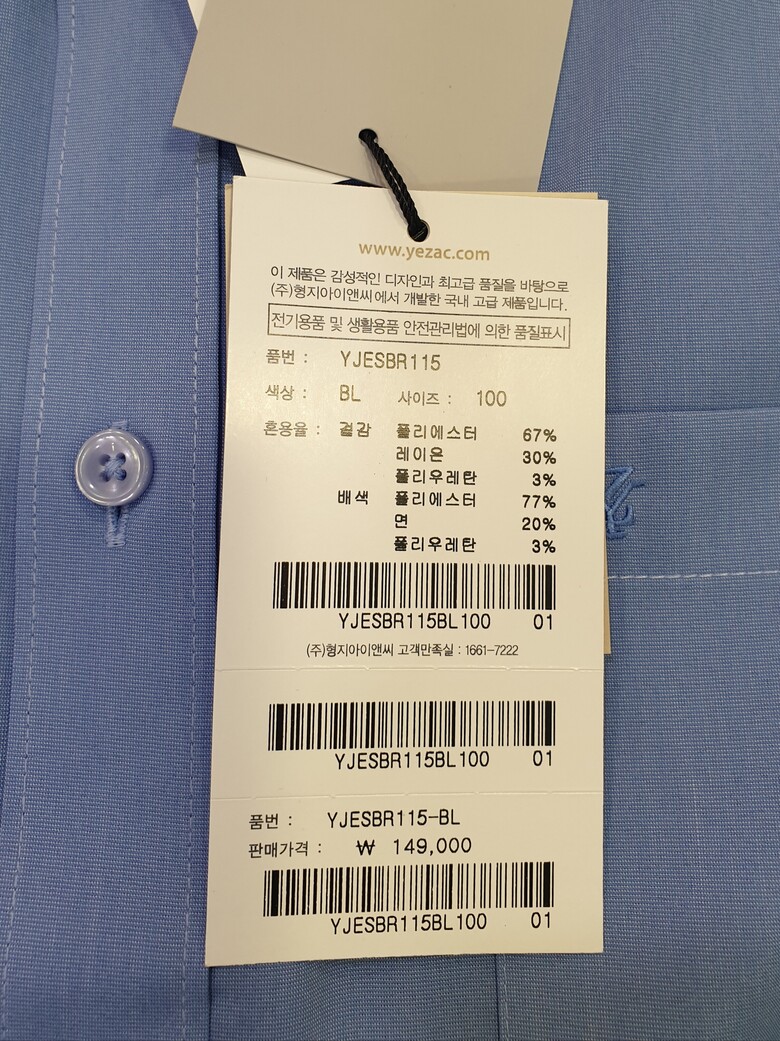 www.yezac.com
이 제품은 감성적인 디자인과 최고급 품질을 바탕으로
(주)형지아이앤씨에서 개발한 국내 고급 제품입니다.
전기용품 및 생활용품 안전관리법에 의한 품질표시
품번 : YJESBR115
색상 : BL 사이즈 : 100
혼용율 : 겉감 폴리에스터 67%
레이온 30%
폴리우레탄 3%
배색 폴리에스터 77%
면 20%
폴리우레탄 3%
YJESBR115BL100 01
(주)형지아이앤씨 고객만족실 : 1661-7222
YJESBR115BL100 01
품번 : YJESBR115-BL
판매가격 : ₩ 149,000
YJESBR115BL100 01